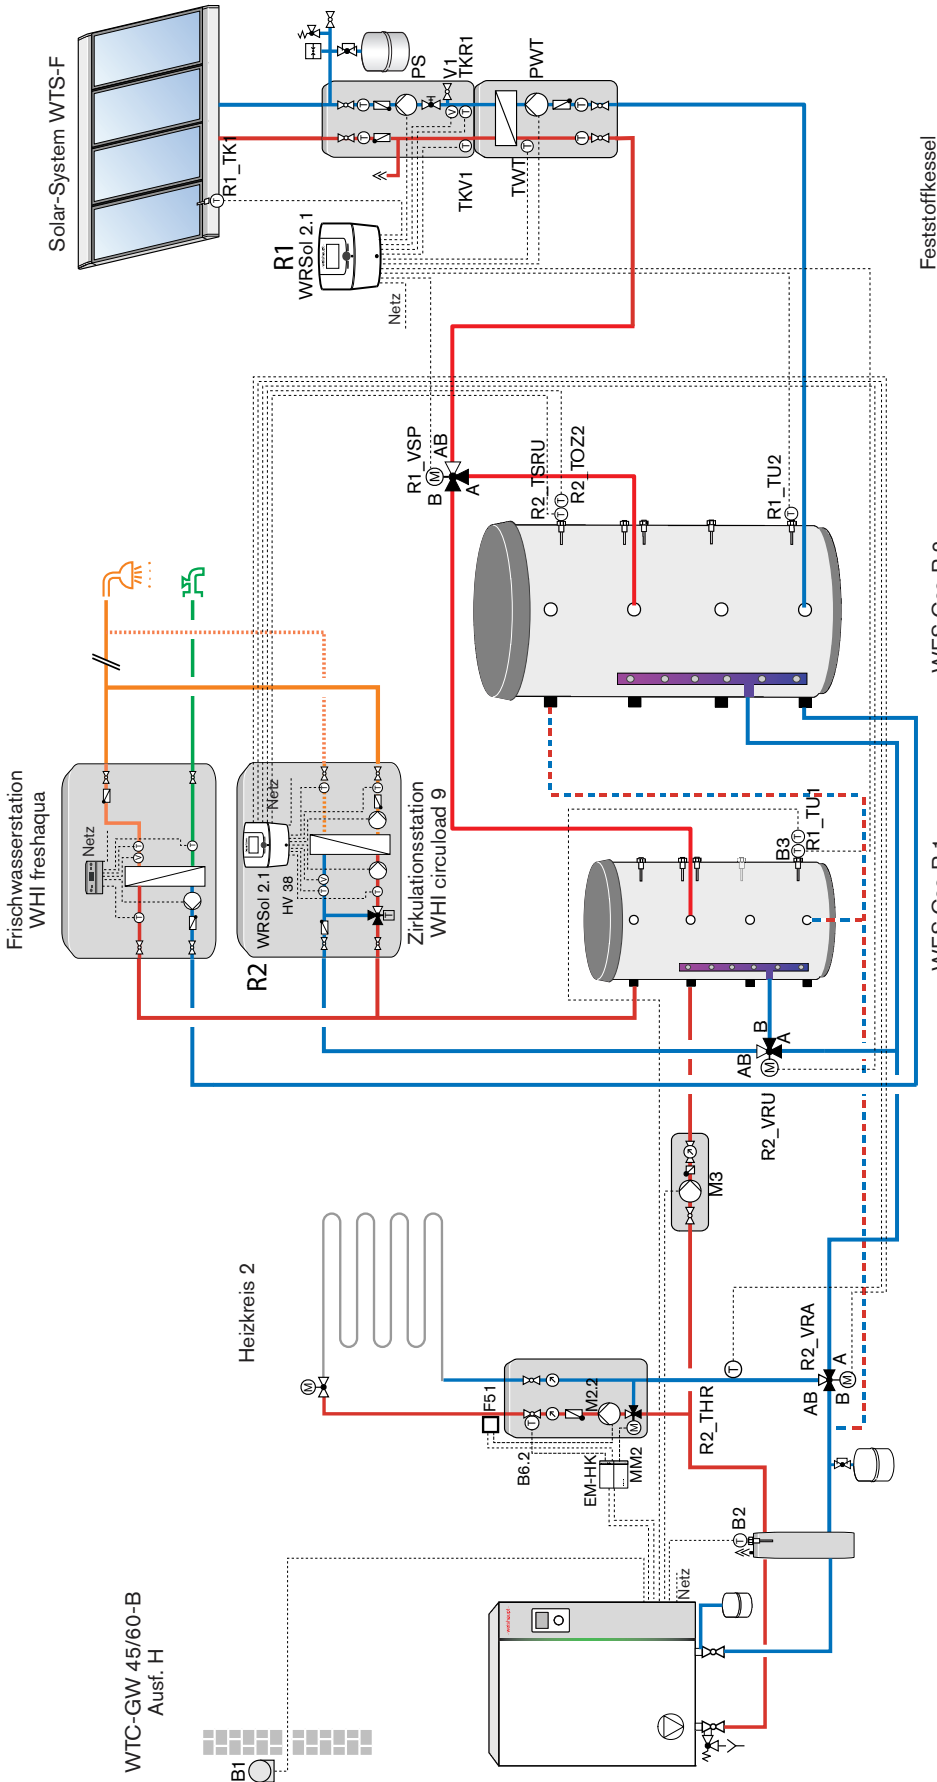 WTC-GW 45/60-B
Ausf. H
B1
Netz
B2
Heizkreis 2
F51
B6.2
EM-HK
MM2
M2.2
R2_THR
R2_VRA
AB
A
B
M
M
M
T
T
M3
R2_VRU
AB
B
A
M
Frischwasserstation
WHI freshaqua
Netz
R2
WRSol 2.1
HV 38
Netz
Zirkulationsstation
WHI circuload 9
B3
R1_TU1
R2_TSRU
R2_TOZ2
R1_TU2
R1_VSP
M
AB
B
A
Solar-System WTS-F
R1_TK1
R1
WRSol 2.1
Netz
TKV1
TWT
PS
V1
TKR1
PWT
Feststoffkessel